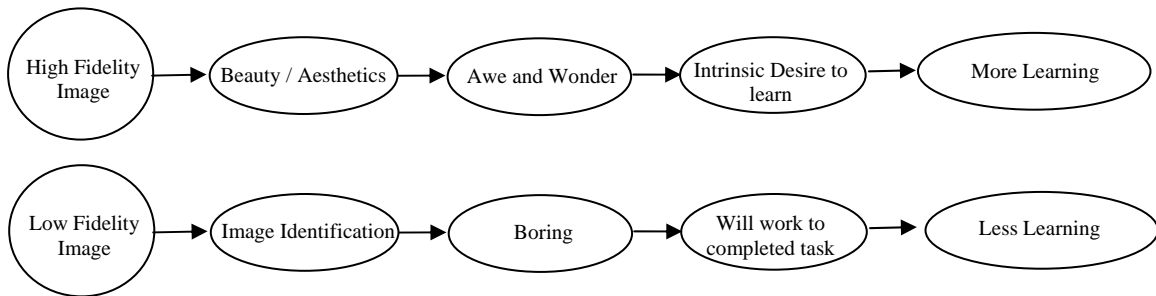 High Fidelity
Image
Beauty / Aesthetics
Awe and Wonder
Intrinsic Desire to
learn
More Learning
Low Fidelity
Image
Image Identification
Boring
Will work to
completed task
Less Learning